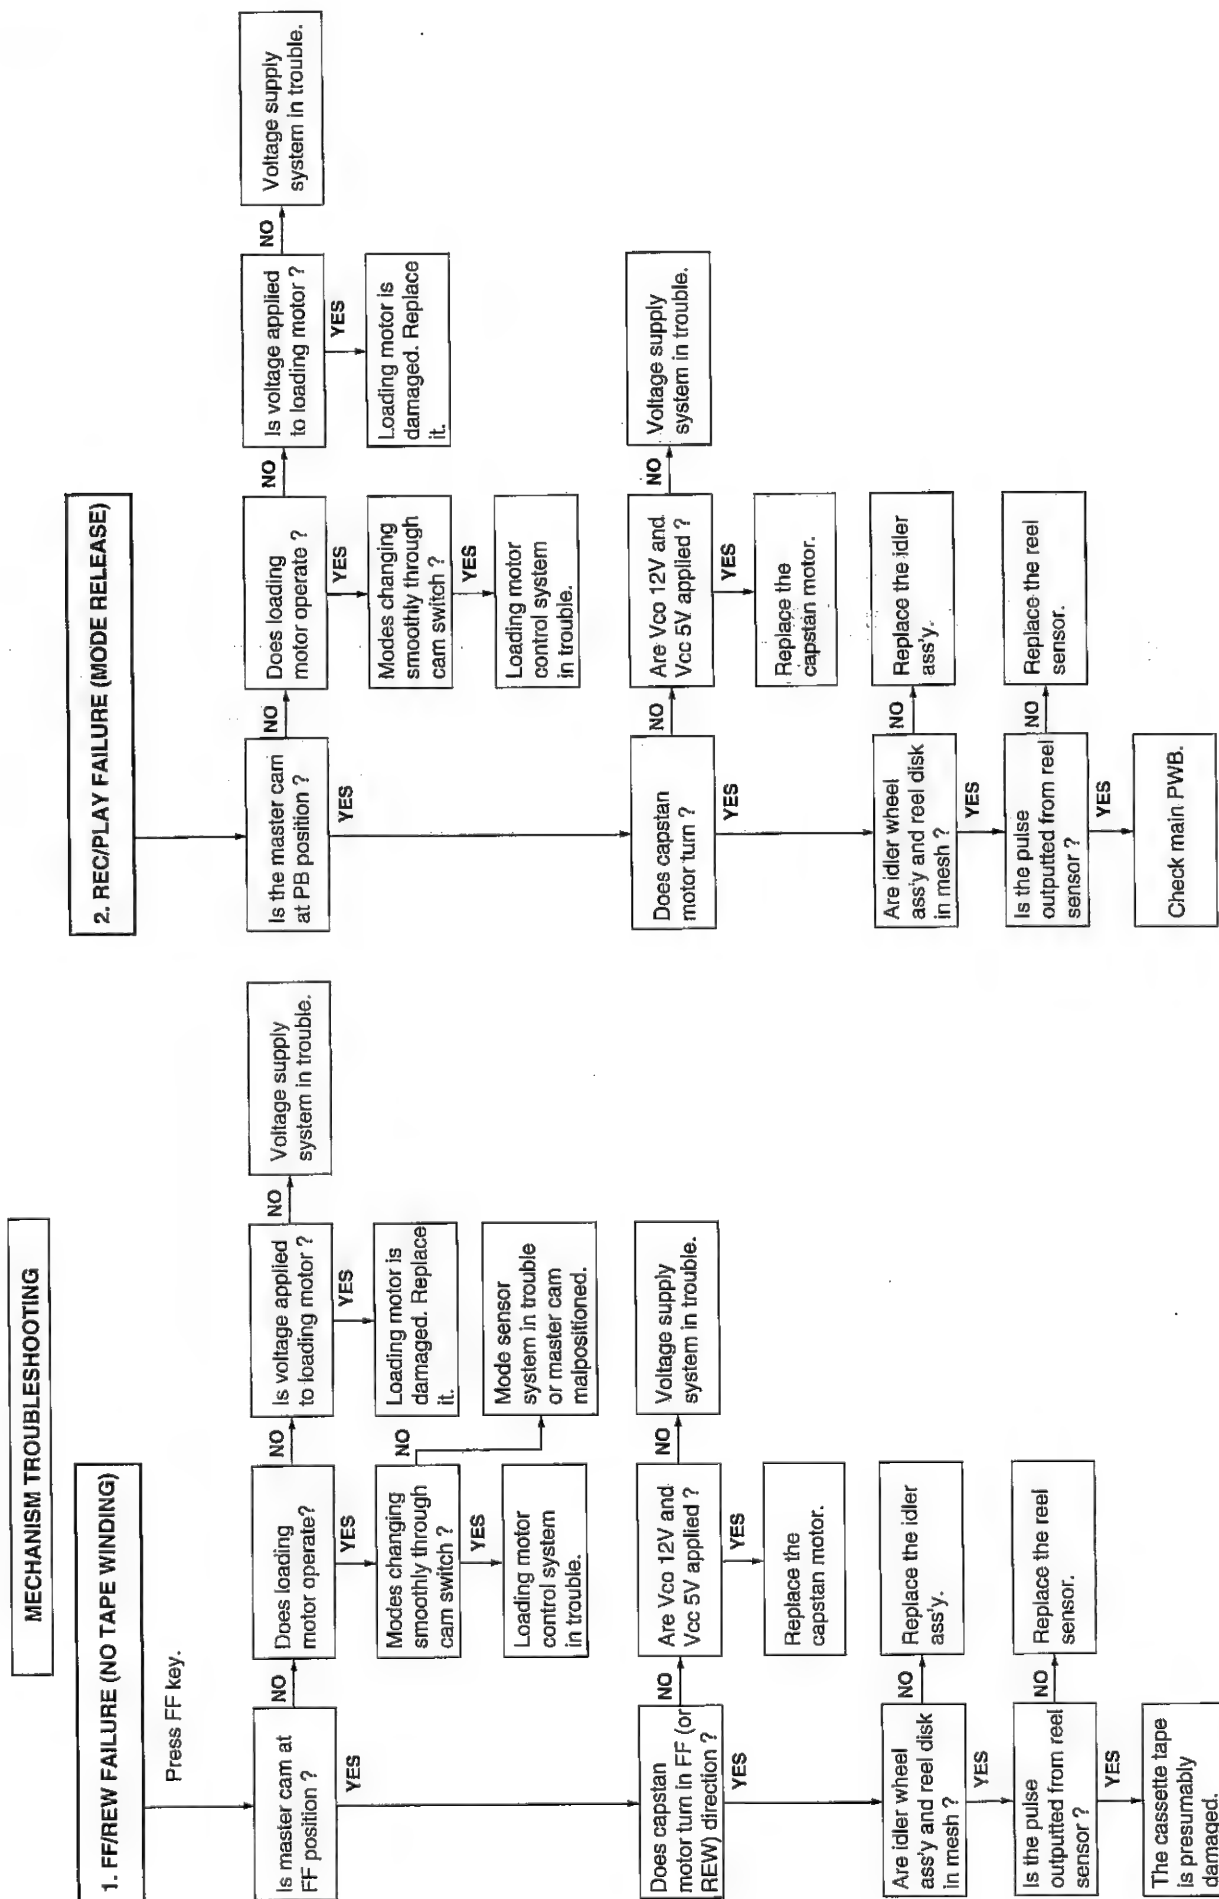 MECHANISM TROUBLESHOOTING
1. FF/REW FAILURE (NO TAPE WINDING)
Press FF key.
Is master cam at
FF position ?
NO
Does loading
motor operate?
NO
Is voltage applied
to loading motor ?
NO
Voltage supply
system in trouble.
YES
Loading motor is
damaged. Replace
it.
YES
Modes changing
smoothly through
cam switch ?
NO
Mode sensor
system in trouble
or master cam
malpositioned.
YES
Loading motor
control system
in trouble.
YES
Does capstan
motor turn in FF (or
REW) direction ?
NO
Are Vco 12V and
Vcc 5V applied ?
NO
Voltage supply
system in trouble.
YES
Replace the
capstan motor.
YES
Are idler wheel
ass'y and reel disk
in mesh ?
NO
Replace the idler
ass'y.
YES
Is the pulse
outputted from reel
sensor ?
NO
Replace the reel
sensor.
YES
The cassette tape
is presumably
damaged.
2. REC/PLAY FAILURE (MODE RELEASE)
Is the master cam
at PB position ?
NO
Does loading
motor operate ?
NO
Is voltage applied
to loading motor ?
NO
Voltage supply
system in trouble.
YES
Loading motor is
damaged. Replace
it.
YES
Modes changing
smoothly through
cam switch ?
YES
Loading motor
control system
in trouble.
YES
Does capstan
motor turn ?
NO
Are Vco 12V and
Vcc 5V applied ?
NO
Voltage supply
system in trouble.
YES
Replace the
capstan motor.
YES
Are idler wheel
ass'y and reel disk
in mesh ?
NO
Replace the idler
ass'y.
YES
Is the pulse
outputted from reel
sensor ?
NO
Replace the reel
sensor.
YES
Check main PWB.